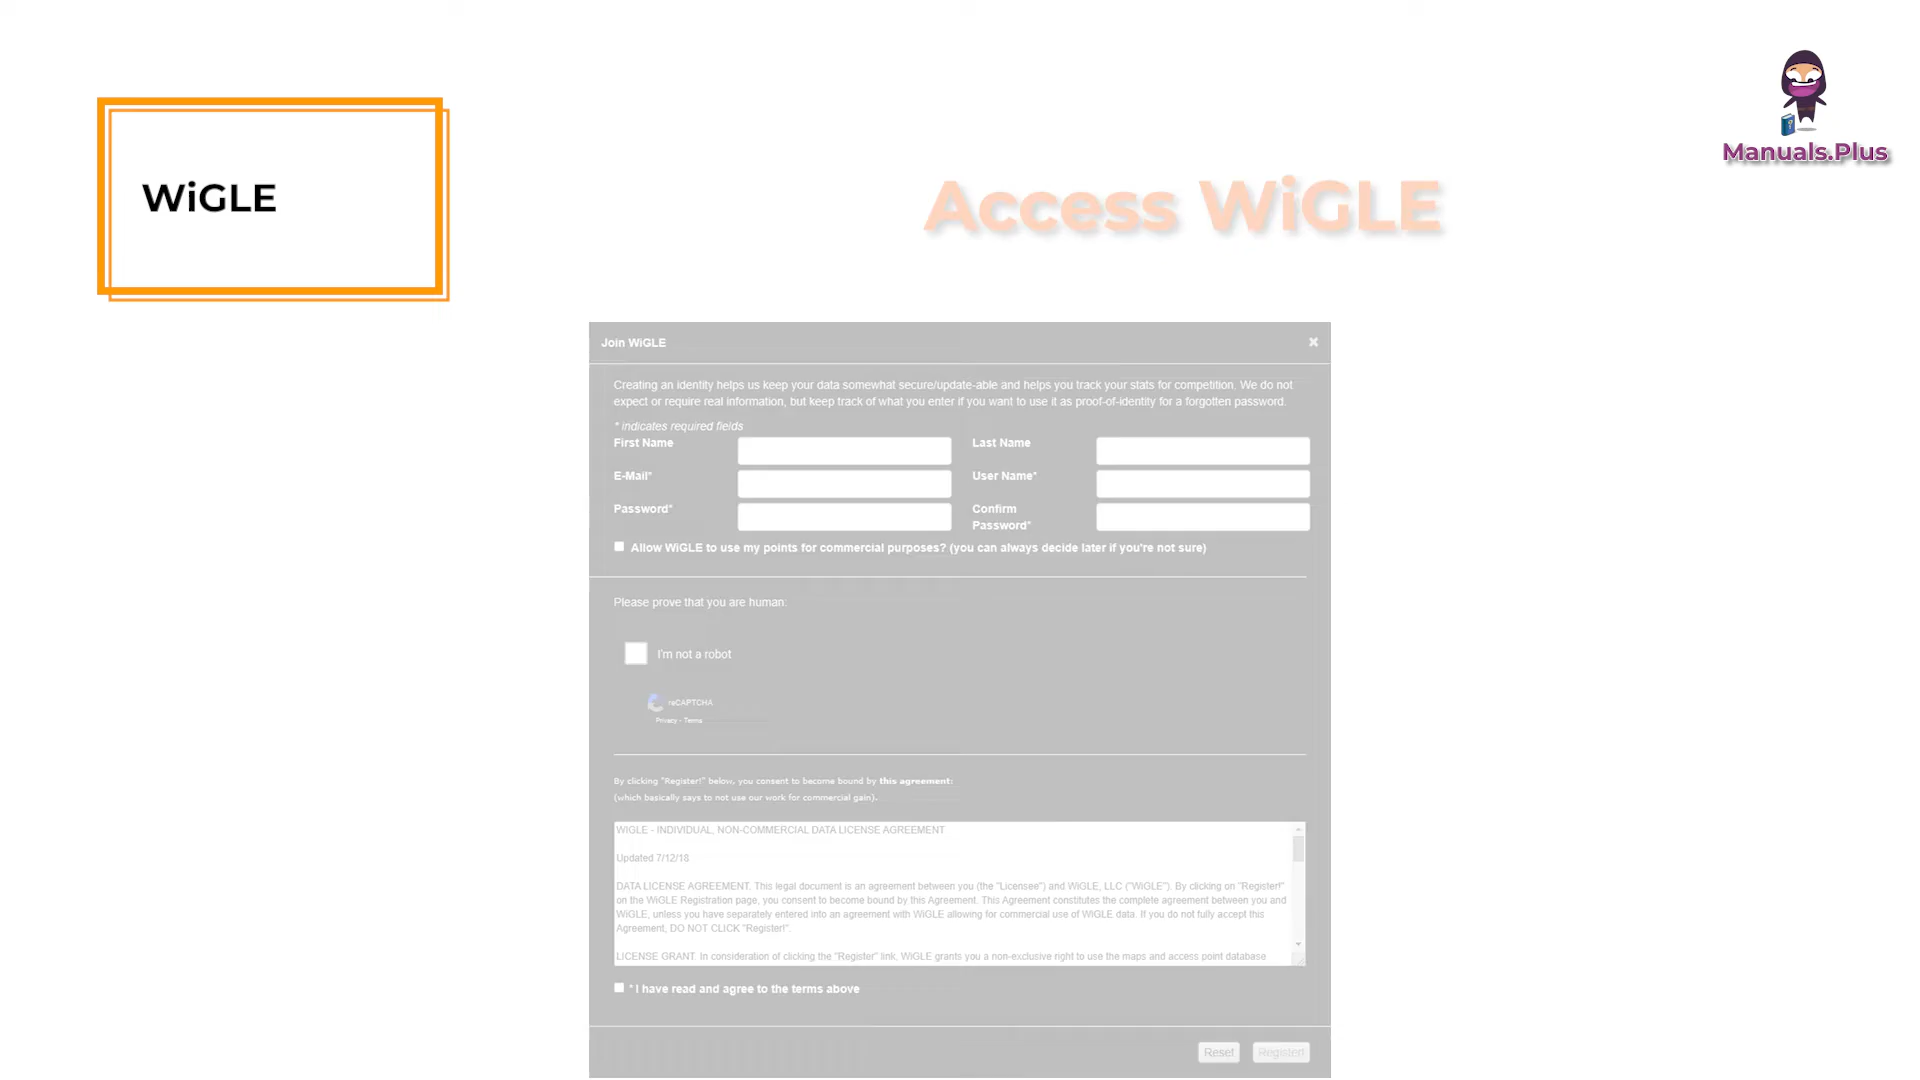 WiGLE
Manuals.Plus
Access WiGLE
Join WiGLE
Creating an identity helps us keep your data somewhat secure/update-able and helps you track your stats for competition. We do not
expect or require real information, but keep track of what you enter if you want to use it as proof-of-identity for a forgotten password.
* indicates required fields
First Name
Last Name
E-Mail*
User Name*
Password*
Confirm
Password*
Allow WiGLE to use my points for commercial purposes? (you can always decide later if you're not sure)
Please prove that you are human:
I'm not a robot
reCAPTCHA
Privacy - Terms
By clicking "Register!" below, you consent to become bound by this agreement:
(which basically says to not use our work for commercial gain).
WIGLE - INDIVIDUAL, NON-COMMERCIAL DATA LICENSE AGREEMENT
Updated 7/12/18
DATA LICENSE AGREEMENT. This legal document is an agreement between you (the "Licensee") and WiGLE, LLC ("WiGLE"). By clicking on "Register!"
on the WiGLE Registration page, you consent to become bound by this Agreement. This Agreement constitutes the complete agreement between you and
WiGLE, unless you have separately entered into an agreement with WiGLE allowing for commercial use of WiGLE data. If you do not fully accept this
Agreement, DO NOT CLICK "Register!".
LICENSE GRANT. In consideration of clicking the "Register" link, WiGLE grants you a non-exclusive right to use the maps and access point database
* I have read and agree to the terms above
Reset
Register!